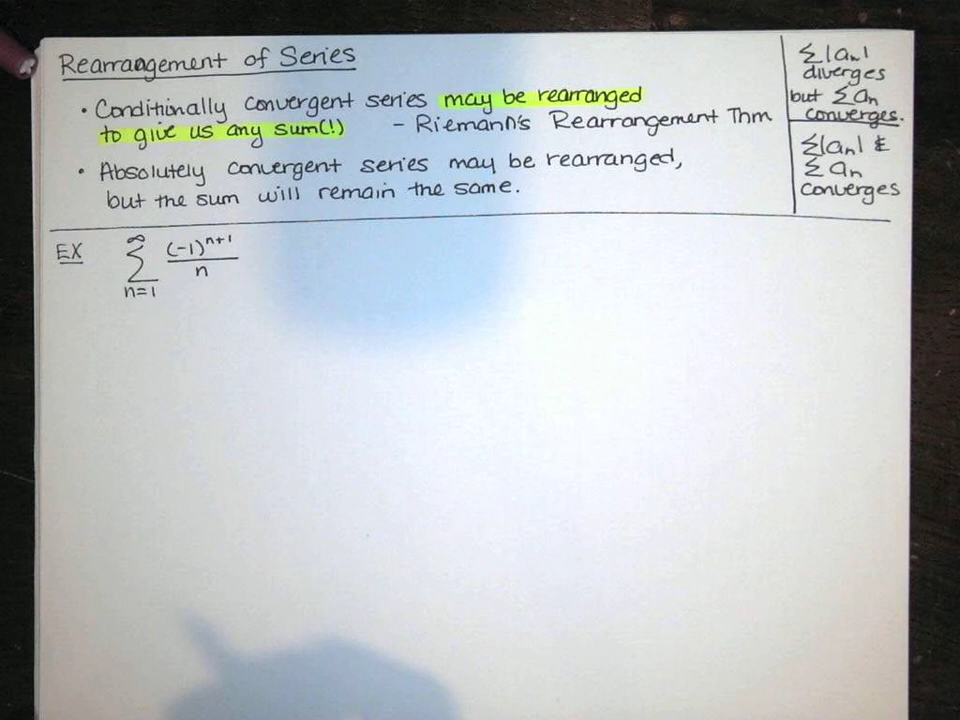 Rearrangement of Series
• Conditionally convergent series may be rearranged
to give us any sum(!) - Riemann's Rearrangement Thm
• Absolutely convergent series may be rearranged,
but the sum will remain the same.
Σ|aₙ|
diverges
but Σaₙ
converges.
Σ|aₙ| &
Σaₙ
converges
EX ∞ Σ n=1 (-1)ⁿ⁺¹/n